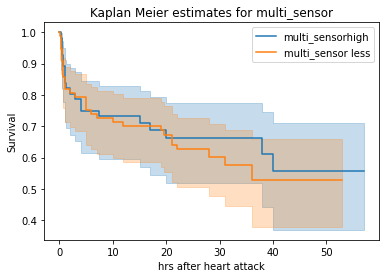 Kaplan Meier estimates for multi_sensor
multi_sensorhigh
multi_sensor less
1.0
0.9
0.8
0.7
0.6
0.5
0.4
Survival
0
10
20
30
40
50
hrs after heart attack